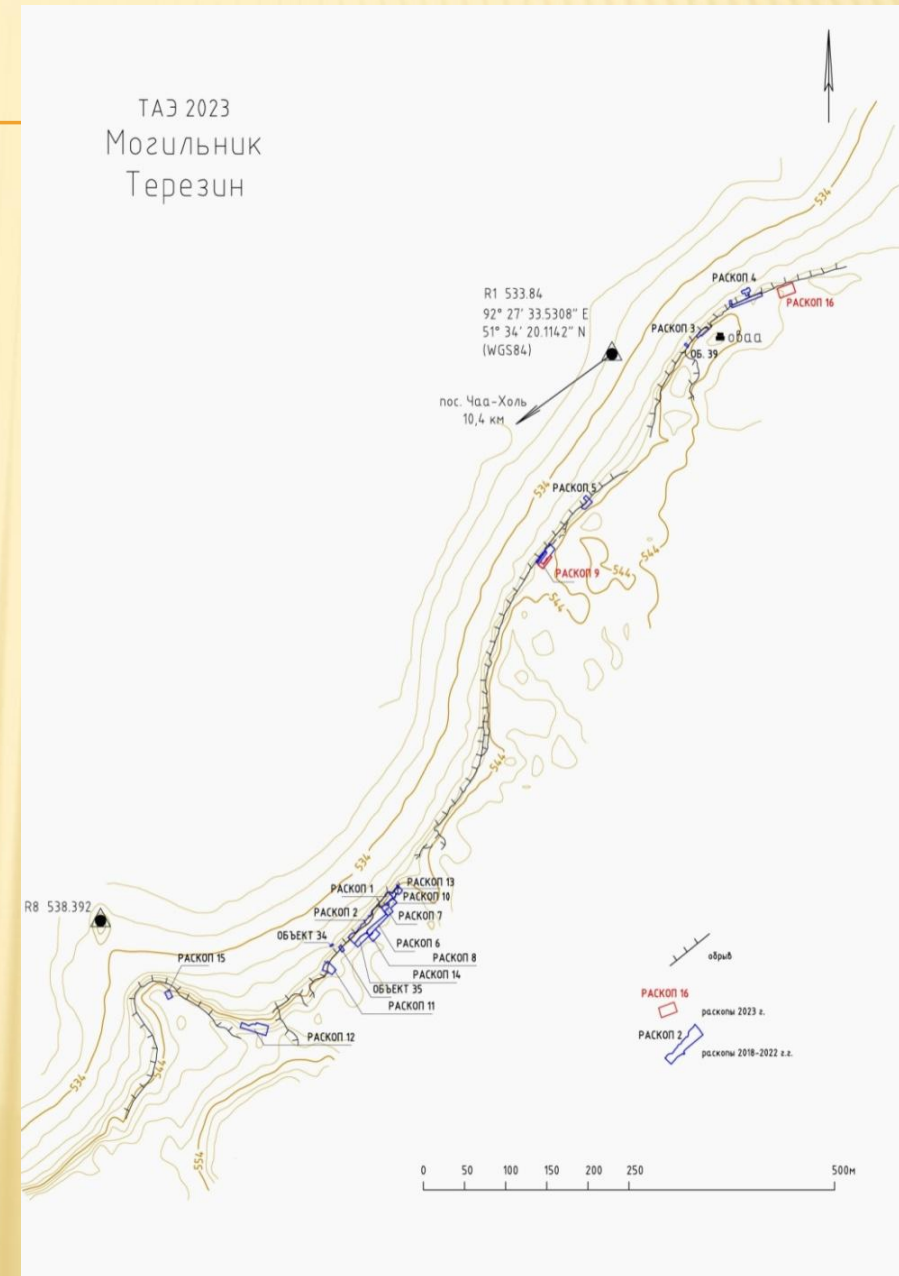 ТАЭ 2023
Могильник
Терезин
534
РАСКОП 4
РАСКОП 16
R1 533.84
92° 27' 33.5308" E
51° 34' 20.1142" N
(WGS84)
РАСКОП 3
оваа
ОБ. 39
пос. Чаа-Холь
10,4 км
534
РАСКОП 5
РАСКОП 9
544
544
544
544
534
РАСКОП 1
РАСКОП 13
РАСКОП 10
РАСКОП 2
РАСКОП 7
R8 538.392
ОБЪЕКТ 34
РАСКОП 6
РАСКОП 8
РАСКОП 15
РАСКОП 14
ОБЪЕКТ 35
РАСКОП 11
РАСКОП 12
534
544
554
обрыв
РАСКОП 16
раскопы 2023 г.
РАСКОП 2
раскопы 2018-2022 г.г.
0 50 100 150 200 250 500м